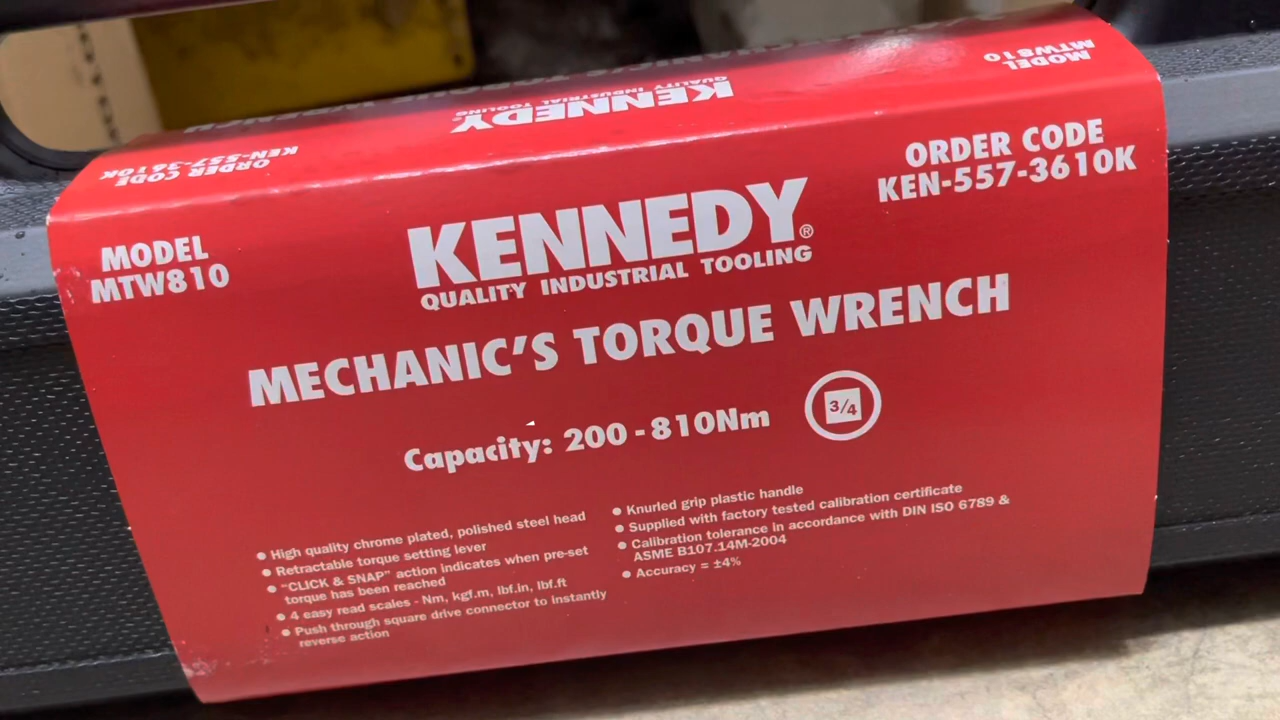 MODEL
MTW810
KENNEDY
QUALITY INDUSTRIAL TOOLING
ORDER CODE
KEN-557-3610K
MODEL
MTW810
KENNEDY®
QUALITY INDUSTRIAL TOOLING
ORDER CODE
KEN-557-3610K
MECHANIC'S TORQUE WRENCH
Capacity: 200 - 810Nm
3/4
● High quality chrome plated, polished steel head
● Retractable torque setting lever
● "CLICK & SNAP" action indicates when pre-set
torque has been reached
● 4 easy read scales - Nm, kgf.m, lbf.in, lbf.ft
● Push through square drive connector to instantly
reverse action
● Knurled grip plastic handle
● Supplied with factory tested calibration certificate
● Calibration tolerance in accordance with DIN ISO 6789 &
ASME B107.14M-2004
● Accuracy = ±4%